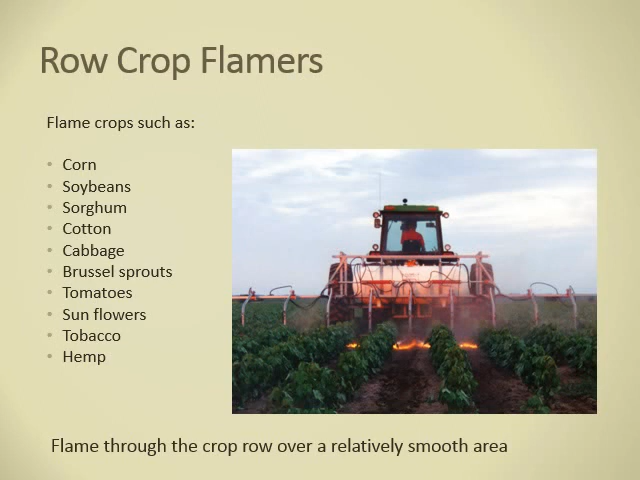 Row Crop Flamers
Flame crops such as:
• Corn
• Soybeans
• Sorghum
• Cotton
• Cabbage
• Brussel sprouts
• Tomatoes
• Sun flowers
• Tobacco
• Hemp
Flame through the crop row over a relatively smooth area